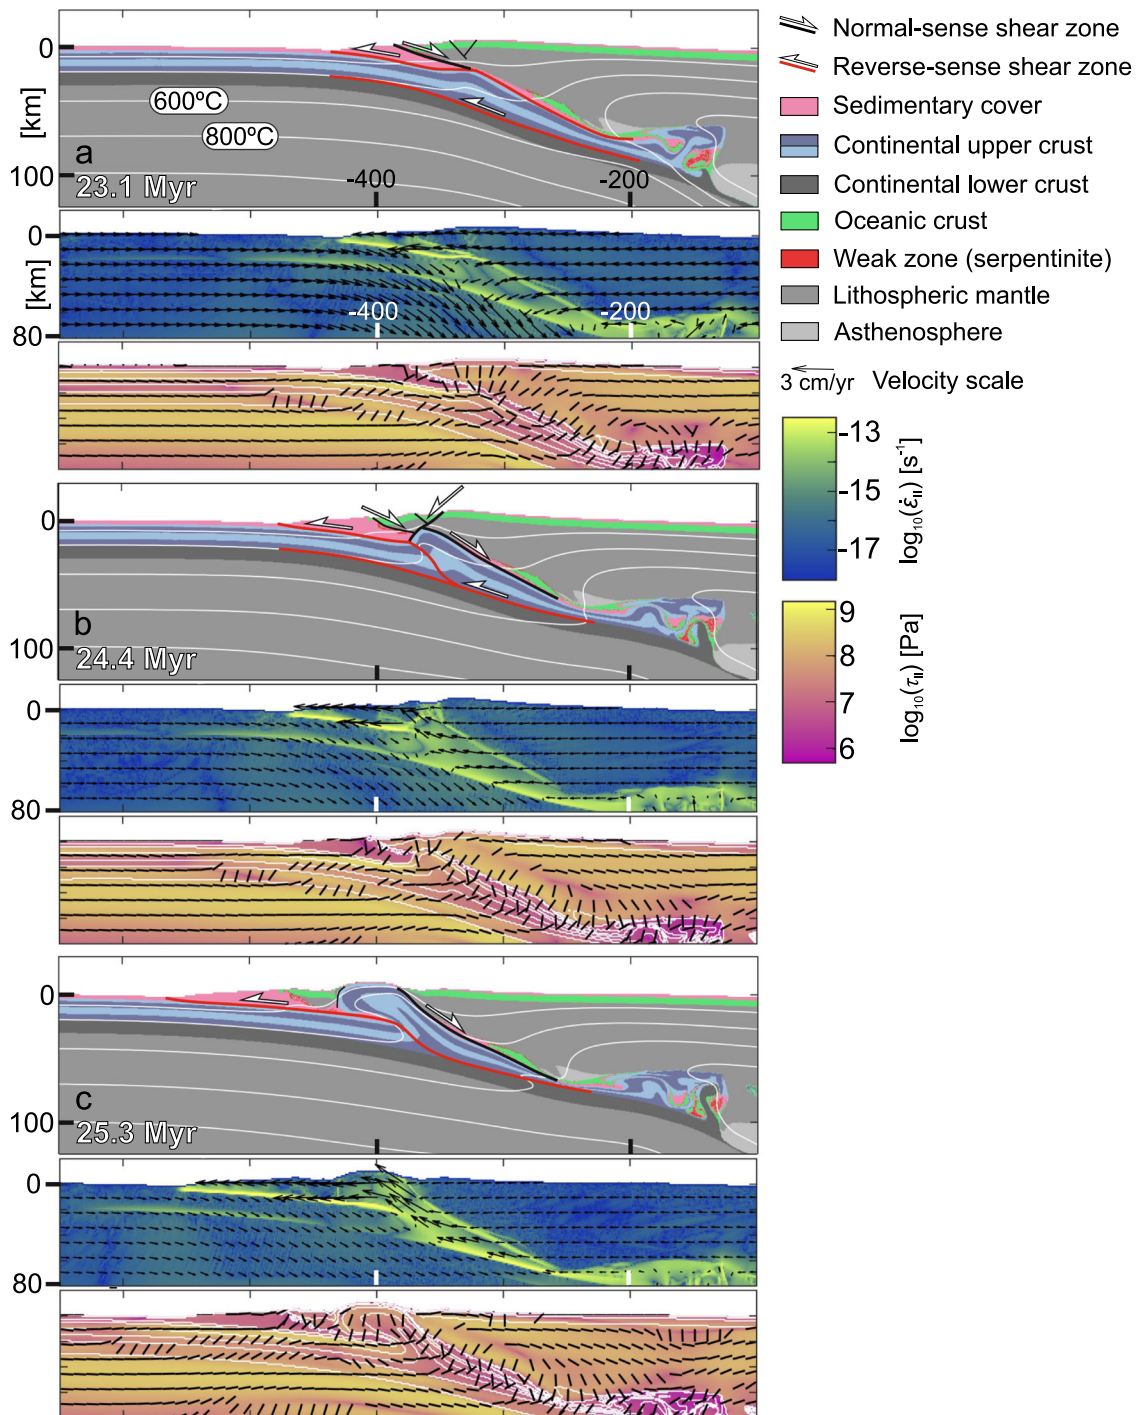 0
[km]
100
600ºC
800ºC
a
23.1 Myr
-400
-200
0
[km]
80
-400
-200
0
100
b
24.4 Myr
0
80
0
100
c
25.3 Myr
0
80
Normal-sense shear zone
Reverse-sense shear zone
Sedimentary cover
Continental upper crust
Continental lower crust
Oceanic crust
Weak zone (serpentinite)
Lithospheric mantle
Asthenosphere
3 cm/yr Velocity scale
-13
-15
-17
log₁₀(ε̇ᵢᵢ) [s⁻¹]
9
8
7
6
log₁₀(τᵢᵢ) [Pa]